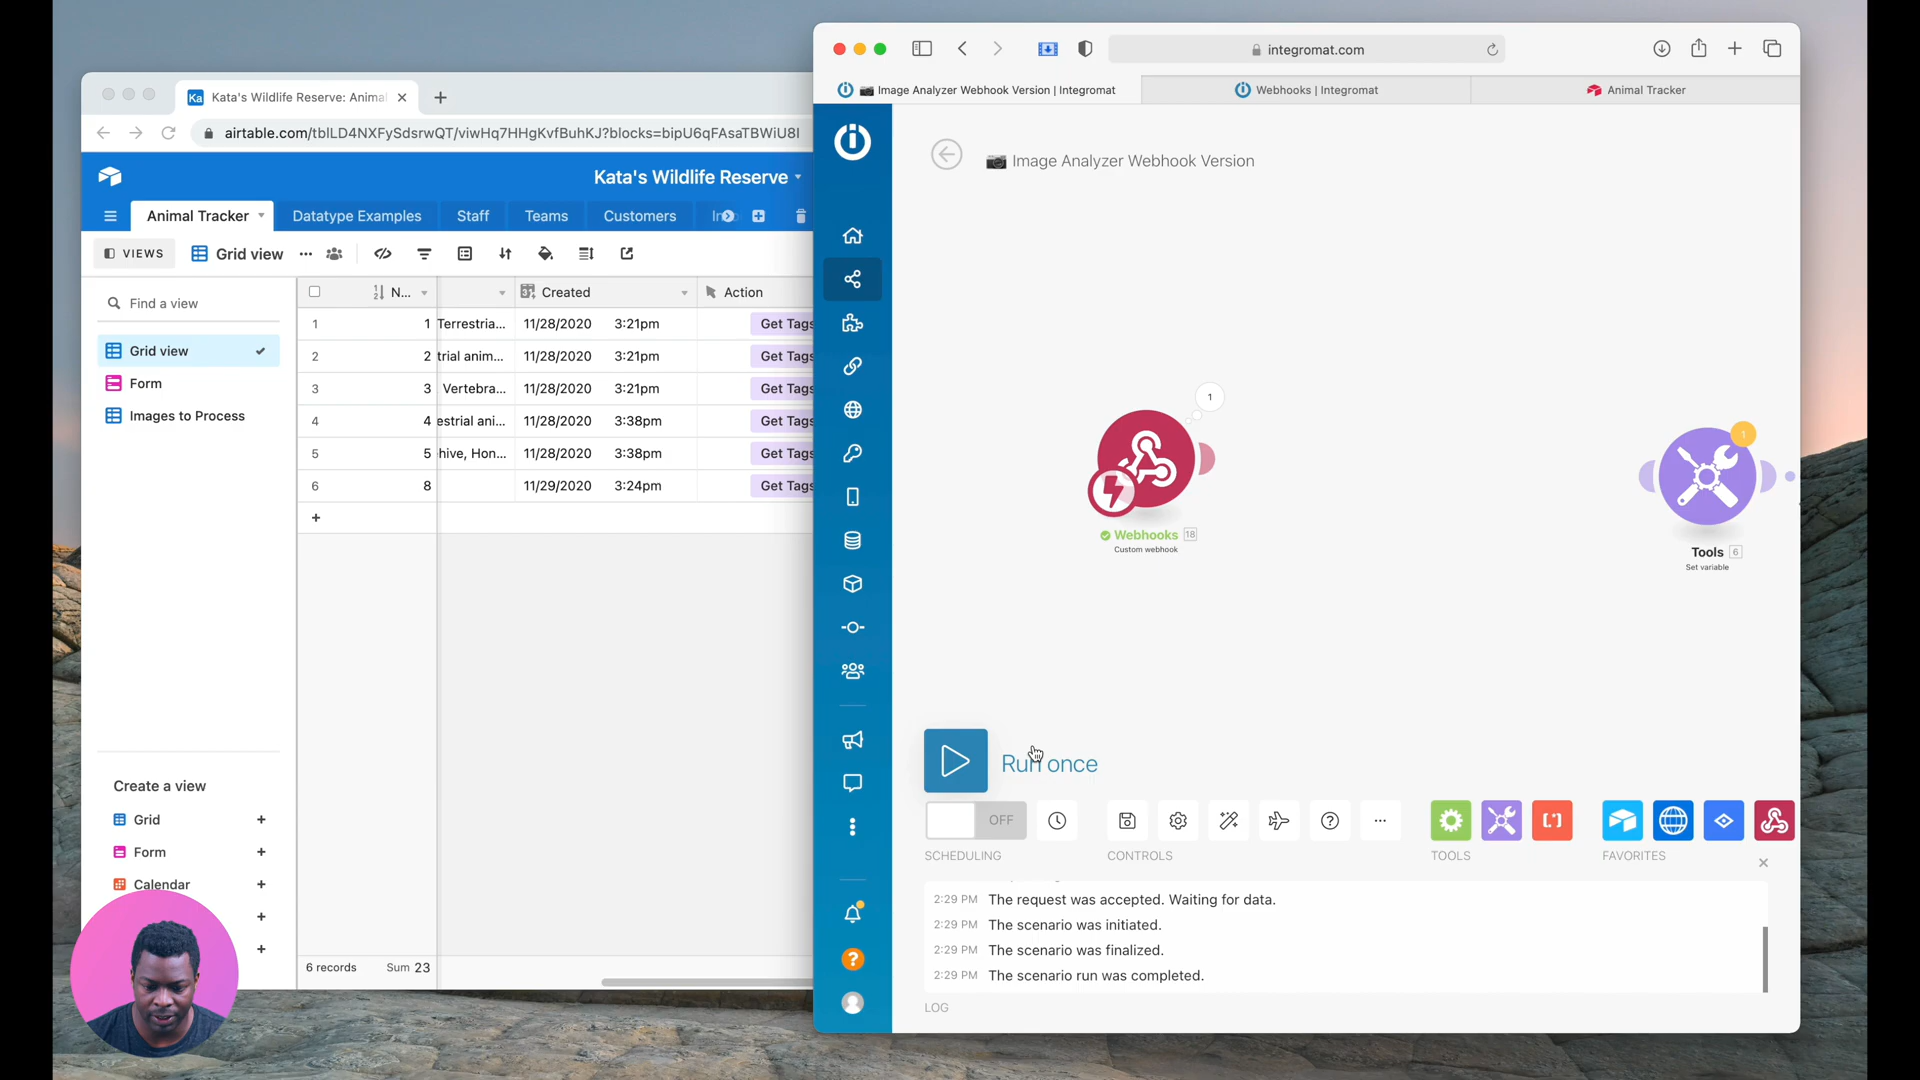 integromat.com
Image Analyzer Webhook Version | Integromat
Webhooks | Integromat
Animal Tracker
Ka Kata's Wildlife Reserve: Anima
airtable.com/tblLD4NXFySdsrwQT/viwHq7HHgKvfBuhKJ?blocks=bipU6qFAsaTBWiU8I
Kata's Wildlife Reserve
Animal Tracker
Datatype Examples
Staff
Teams
Customers
VIEWS
Grid view
Find a view
Grid view
Form
Images to Process
N...
Created
Action
1 1 Terrestria... 11/28/2020 3:21pm Get Tags
2 2 trial anim... 11/28/2020 3:21pm Get Tags
3 3 Vertebra... 11/28/2020 3:21pm Get Tags
4 4 estrial ani... 11/28/2020 3:38pm Get Tags
5 5 hive, Hon... 11/28/2020 3:38pm Get Tags
6 8 11/29/2020 3:24pm Get Tags
Create a view
Grid
Form
Calendar
6 records
Sum 23
Image Analyzer Webhook Version
1
Webhooks 18
Custom webhook
1
Tools 6
Set variable
Run once
OFF
SCHEDULING
CONTROLS
TOOLS
FAVORITES
2:29 PM The request was accepted. Waiting for data.
2:29 PM The scenario was initiated.
2:29 PM The scenario was finalized.
2:29 PM The scenario run was completed.
LOG